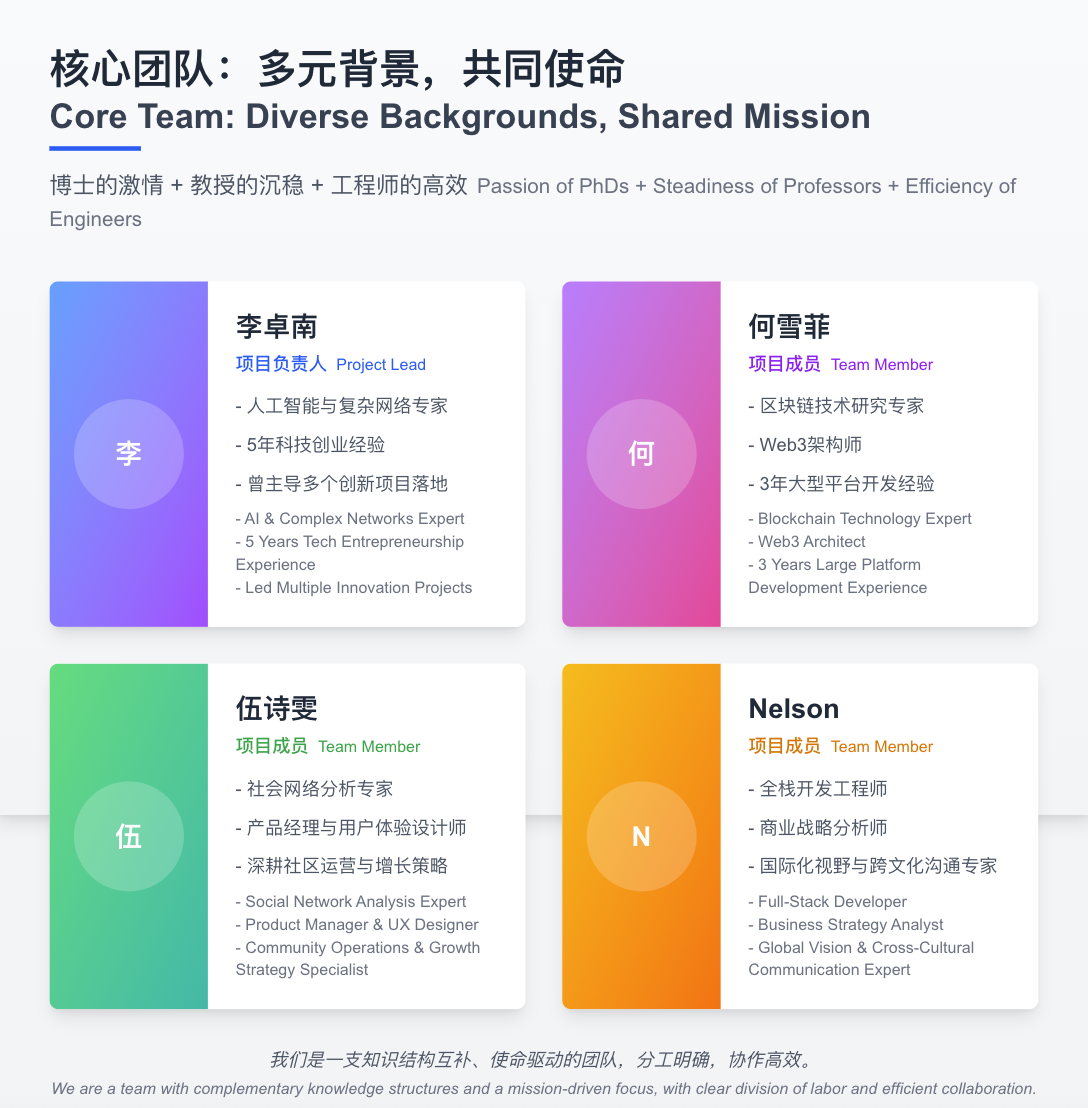 核心团队：多元背景，共同使命
Core Team: Diverse Backgrounds, Shared Mission
博士的激情 + 教授的沉稳 + 工程师的高效 Passion of PhDs + Steadiness of Professors + Efficiency of
Engineers
李
李卓南
项目负责人 Project Lead
- 人工智能与复杂网络专家
- 5年科技创业经验
- 曾主导多个创新项目落地
- AI & Complex Networks Expert
- 5 Years Tech Entrepreneurship
Experience
- Led Multiple Innovation Projects
何
何雪菲
项目成员 Team Member
- 区块链技术研究专家
- Web3架构师
- 3年大型平台开发经验
- Blockchain Technology Expert
- Web3 Architect
- 3 Years Large Platform
Development Experience
伍
伍诗雯
项目成员 Team Member
- 社会网络分析专家
- 产品经理与用户体验设计师
- 深耕社区运营与增长策略
- Social Network Analysis Expert
- Product Manager & UX Designer
- Community Operations & Growth
Strategy Specialist
N
Nelson
项目成员 Team Member
- 全栈开发工程师
- 商业战略分析师
- 国际化视野与跨文化沟通专家
- Full-Stack Developer
- Business Strategy Analyst
- Global Vision & Cross-Cultural
Communication Expert
我们是一支知识结构互补、使命驱动的团队，分工明确，协作高效。
We are a team with complementary knowledge structures and a mission-driven focus, with clear division of labor and efficient collaboration.